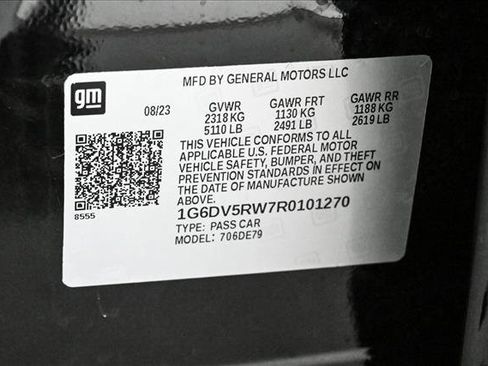 gm
MFD BY GENERAL MOTORS LLC
08/23 GVWR GAWR FRT GAWR RR
2318 KG 1130 KG 1188 KG
5110 LB 2491 LB 2619 LB
THIS VEHICLE CONFORMS TO ALL
APPLICABLE U.S. FEDERAL MOTOR
VEHICLE SAFETY, BUMPER, AND THEFT
PREVENTION STANDARDS IN EFFECT ON
THE DATE OF MANUFACTURE SHOWN
ABOVE.
8555
1G6DV5RW7R0101270
TYPE: PASS CAR
MODEL: 706DE79